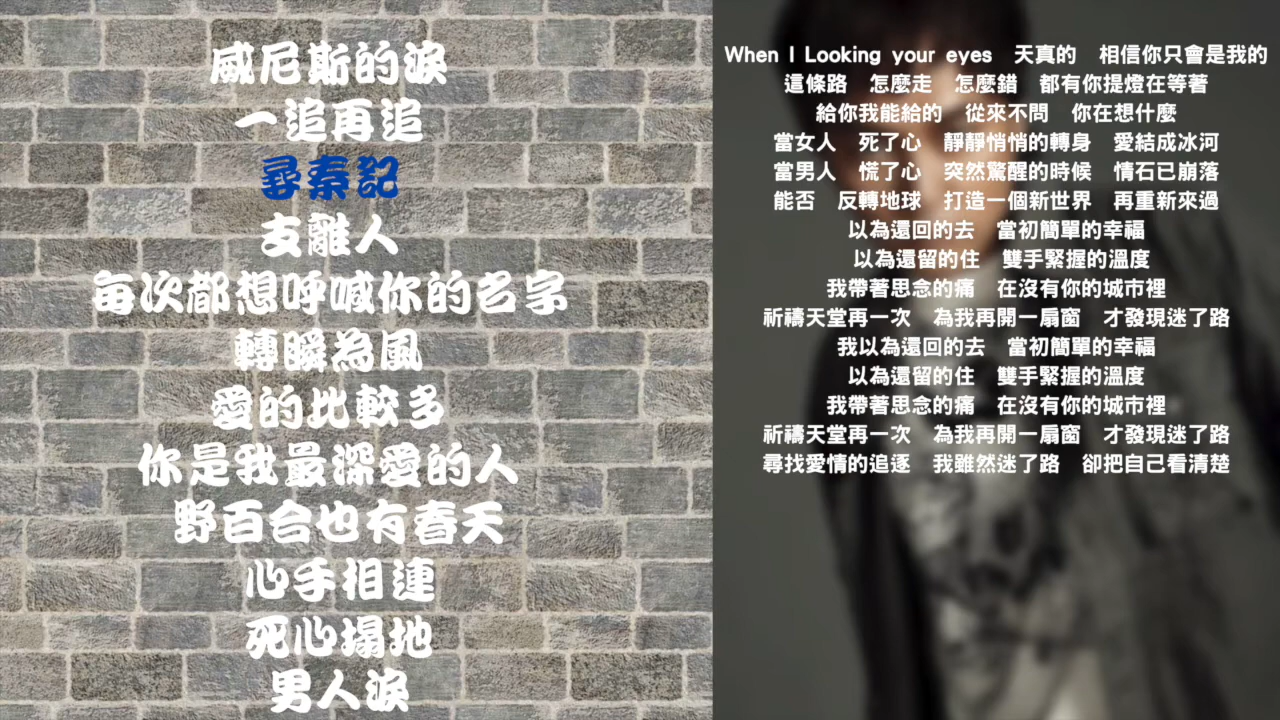 威尼斯的淚
一追再追
尋秦記
支離人
每次都想呼喊你的名字
轉瞬為風
愛的比較多
你是我最深愛的人
野百合也有春天
心手相連
死心塌地
男人淚
When I Looking your eyes 天真的 相信你只會是我的
這條路 怎麼走 怎麼錯 都有你提燈在等著
給你我能給的 從來不問 你在想什麼
當女人 死了心 靜靜悄悄的轉身 愛結成冰河
當男人 慌了心 突然驚醒的時候 情石已崩落
能否 反轉地球 打造一個新世界 再重新來過
以為還回的去 當初簡單的幸福
以為還留的住 雙手緊握的溫度
我帶著思念的痛 在沒有你的城市裡
祈禱天堂再一次 為我再開一扇窗 才發現迷了路
我以為還回的去 當初簡單的幸福
以為還留的住 雙手緊握的溫度
我帶著思念的痛 在沒有你的城市裡
祈禱天堂再一次 為我再開一扇窗 才發現迷了路
尋找愛情的追逐 我雖然迷了路 卻把自己看清楚